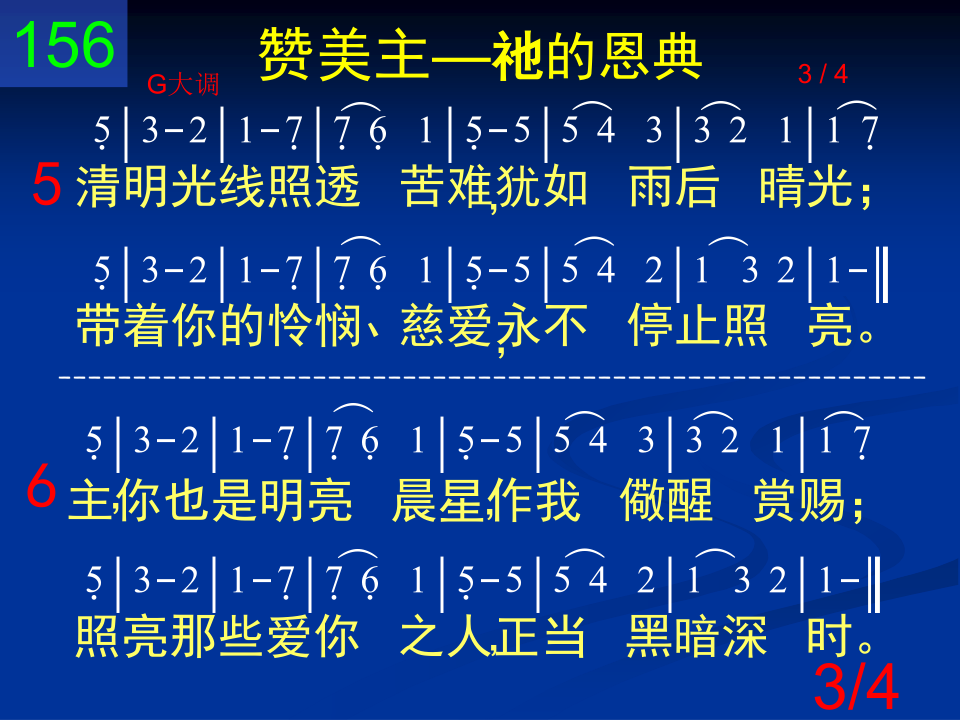 156
赞美主—祂的恩典
G大调
3 / 4
5̣|3-2|1-7̣|7̣ 6̣ 1|5̣-5|5 4 3|3 2 1|1 7̣
5 清明光线照透 苦难,犹如 雨后 晴光；
5̣|3-2|1-7̣|7̣ 6̣ 1|5̣-5|5 4 2|1 3 2|1-‖
带着你的怜悯、慈爱,永不 停止照 亮。
5̣|3-2|1-7̣|7̣ 6̣ 1|5̣-5|5 4 3|3 2 1|1 7̣
6 主,你也是明亮 晨星,作我 儆醒 赏赐；
5̣|3-2|1-7̣|7̣ 6̣ 1|5̣-5|5 4 2|1 3 2|1-‖
照亮那些爱你 之人,正当 黑暗深 时。
3/4